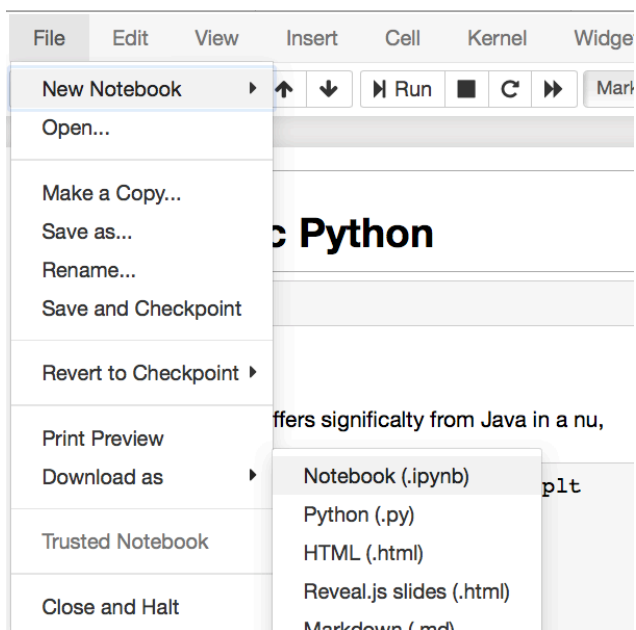 File Edit View Insert Cell Kernel
New Notebook Run
Open...
Make a Copy...
Save as...
Python
Rename...
Save and Checkpoint
Revert to Checkpoint
significalty from Java in a nu,
Print Preview
Download as
Notebook (.ipynb)
plt
Python (.py)
Trusted Notebook
HTML (.html)
Reveal.js slides (.html)
Close and Halt
Markdown (.md)